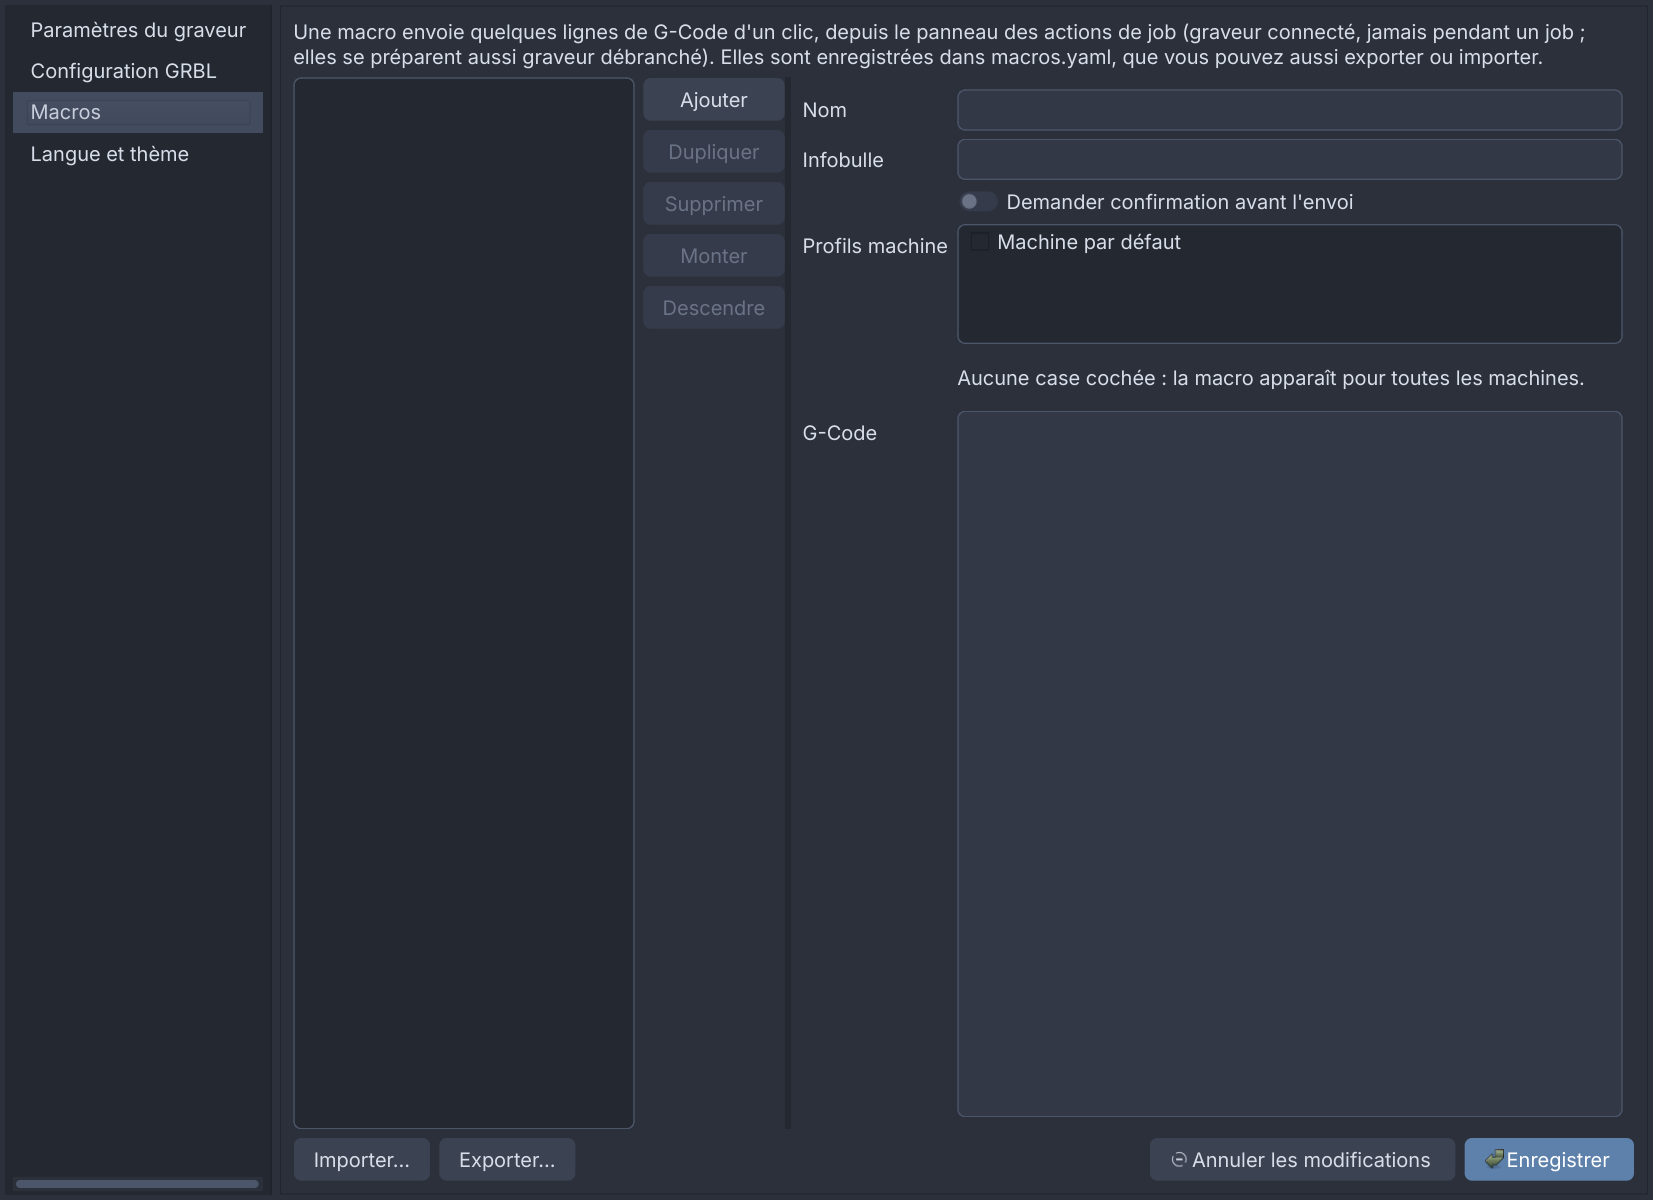 Paramètres du graveur
Configuration GRBL
Macros
Langue et thème
Une macro envoie quelques lignes de G-Code d'un clic, depuis le panneau des actions de job (graveur connecté, jamais pendant un job ;
elles se préparent aussi graveur débranché). Elles sont enregistrées dans macros.yaml, que vous pouvez aussi exporter ou importer.
Ajouter
Dupliquer
Supprimer
Monter
Descendre
Nom
Infobulle
Demander confirmation avant l'envoi
Profils machine
Machine par défaut
Aucune case cochée : la macro apparaît pour toutes les machines.
G-Code
Importer...
Exporter...
Annuler les modifications
Enregistrer